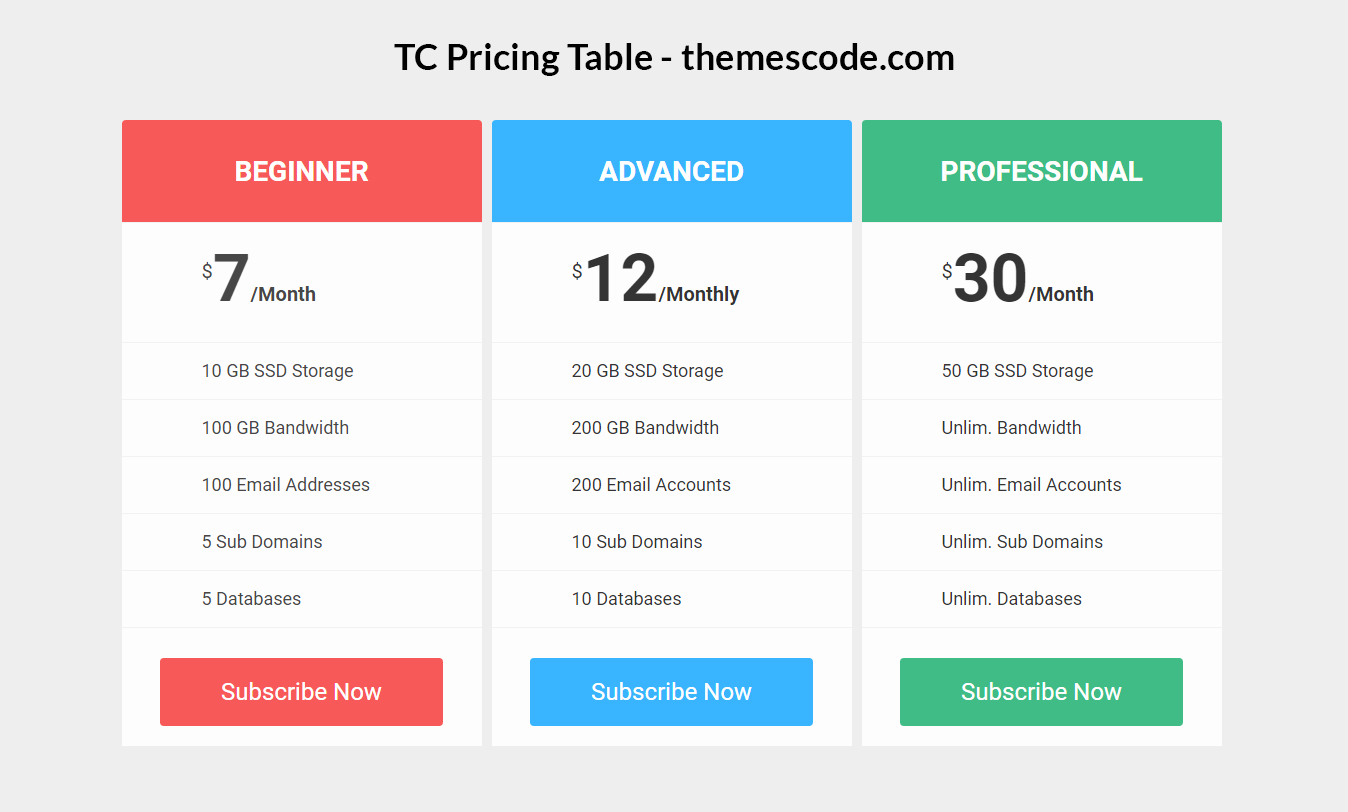 TC Pricing Table - themescode.com
BEGINNER
$7/Month
10 GB SSD Storage
100 GB Bandwidth
100 Email Addresses
5 Sub Domains
5 Databases
Subscribe Now
ADVANCED
$12/Monthly
20 GB SSD Storage
200 GB Bandwidth
200 Email Accounts
10 Sub Domains
10 Databases
Subscribe Now
PROFESSIONAL
$30/Month
50 GB SSD Storage
Unlim. Bandwidth
Unlim. Email Accounts
Unlim. Sub Domains
Unlim. Databases
Subscribe Now